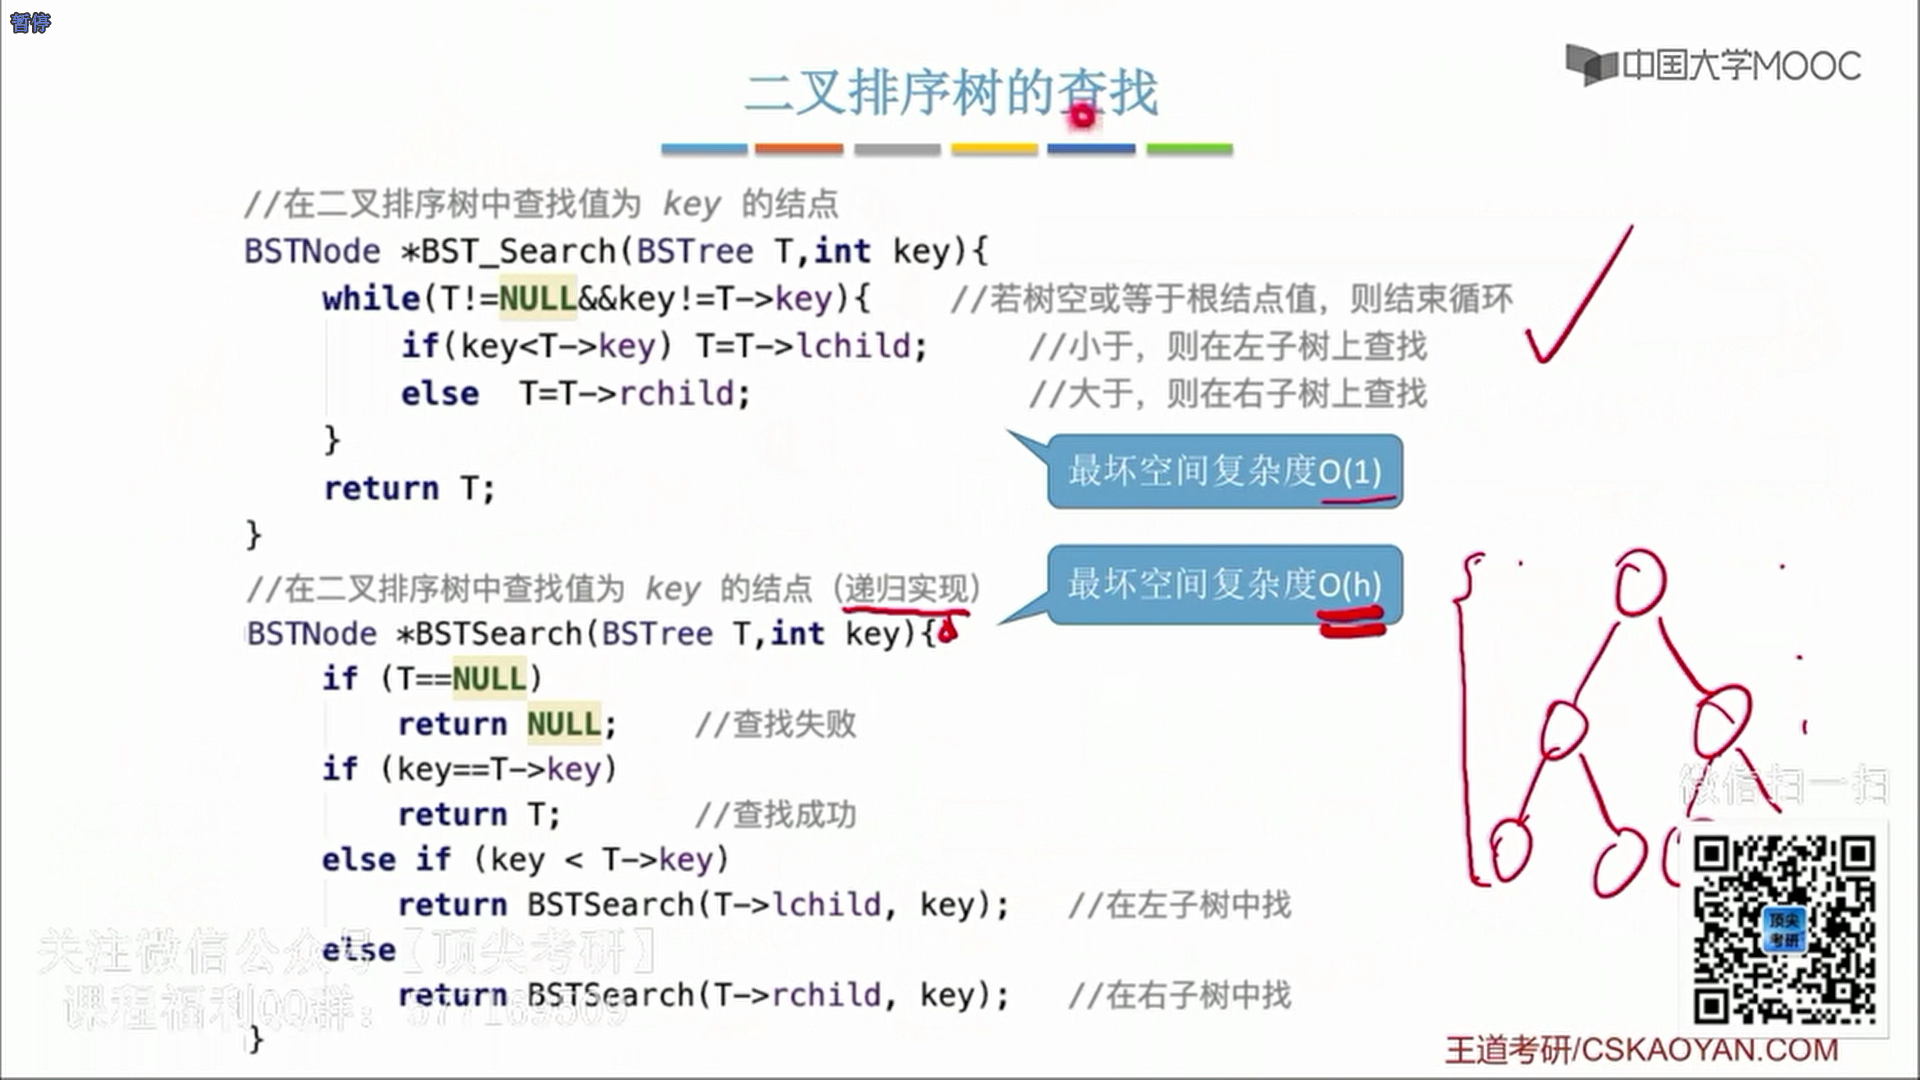 暂停
中国大学MOOC
二叉排序树的查找
//在二叉排序树中查找值为 key 的结点
BSTNode *BST_Search(BSTree T,int key){
while(T!=NULL&&key!=T->key){ //若树空或等于根结点值，则结束循环
if(key<T->key) T=T->lchild; //小于，则在左子树上查找
else T=T->rchild; //大于，则在右子树上查找
}
return T;
}
最坏空间复杂度O(1)
//在二叉排序树中查找值为 key 的结点（递归实现）
最坏空间复杂度O(h)
BSTNode *BSTSearch(BSTree T,int key){
if (T==NULL)
return NULL; //查找失败
if (key==T->key)
return T; //查找成功
else if (key < T->key)
return BSTSearch(T->lchild, key); //在左子树中找
else
return BSTSearch(T->rchild, key); //在右子树中找
}
微信扫一扫
顶尖
考研
关注微信公众号【顶尖考研】
课程福利QQ群：577169509
王道考研/CSKAOYAN.COM